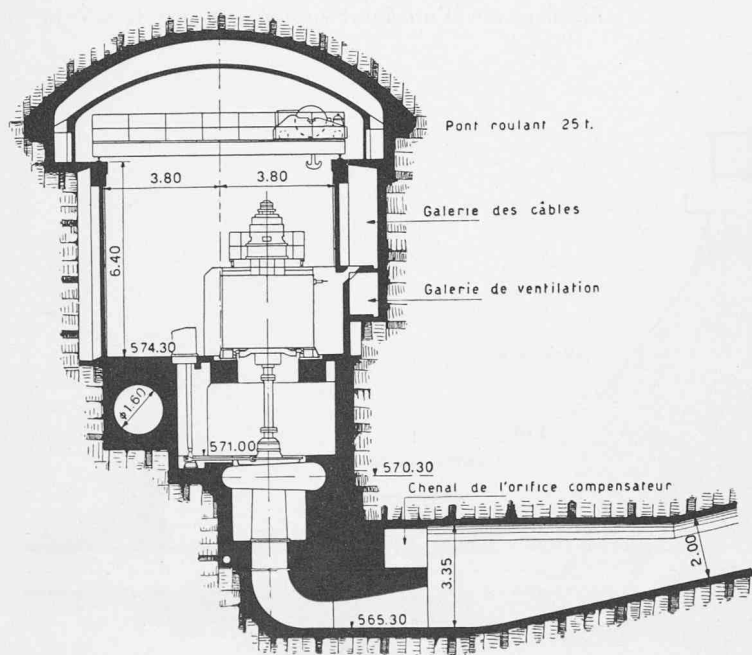 Pont roulant 25 t.
3.80 3.80
Galerie des câbles
6.40
Galerie de ventilation
574.30
ø1.60
571.00
570.30
Chenal de l'orifice compensateur
3.35
2.00
565.30